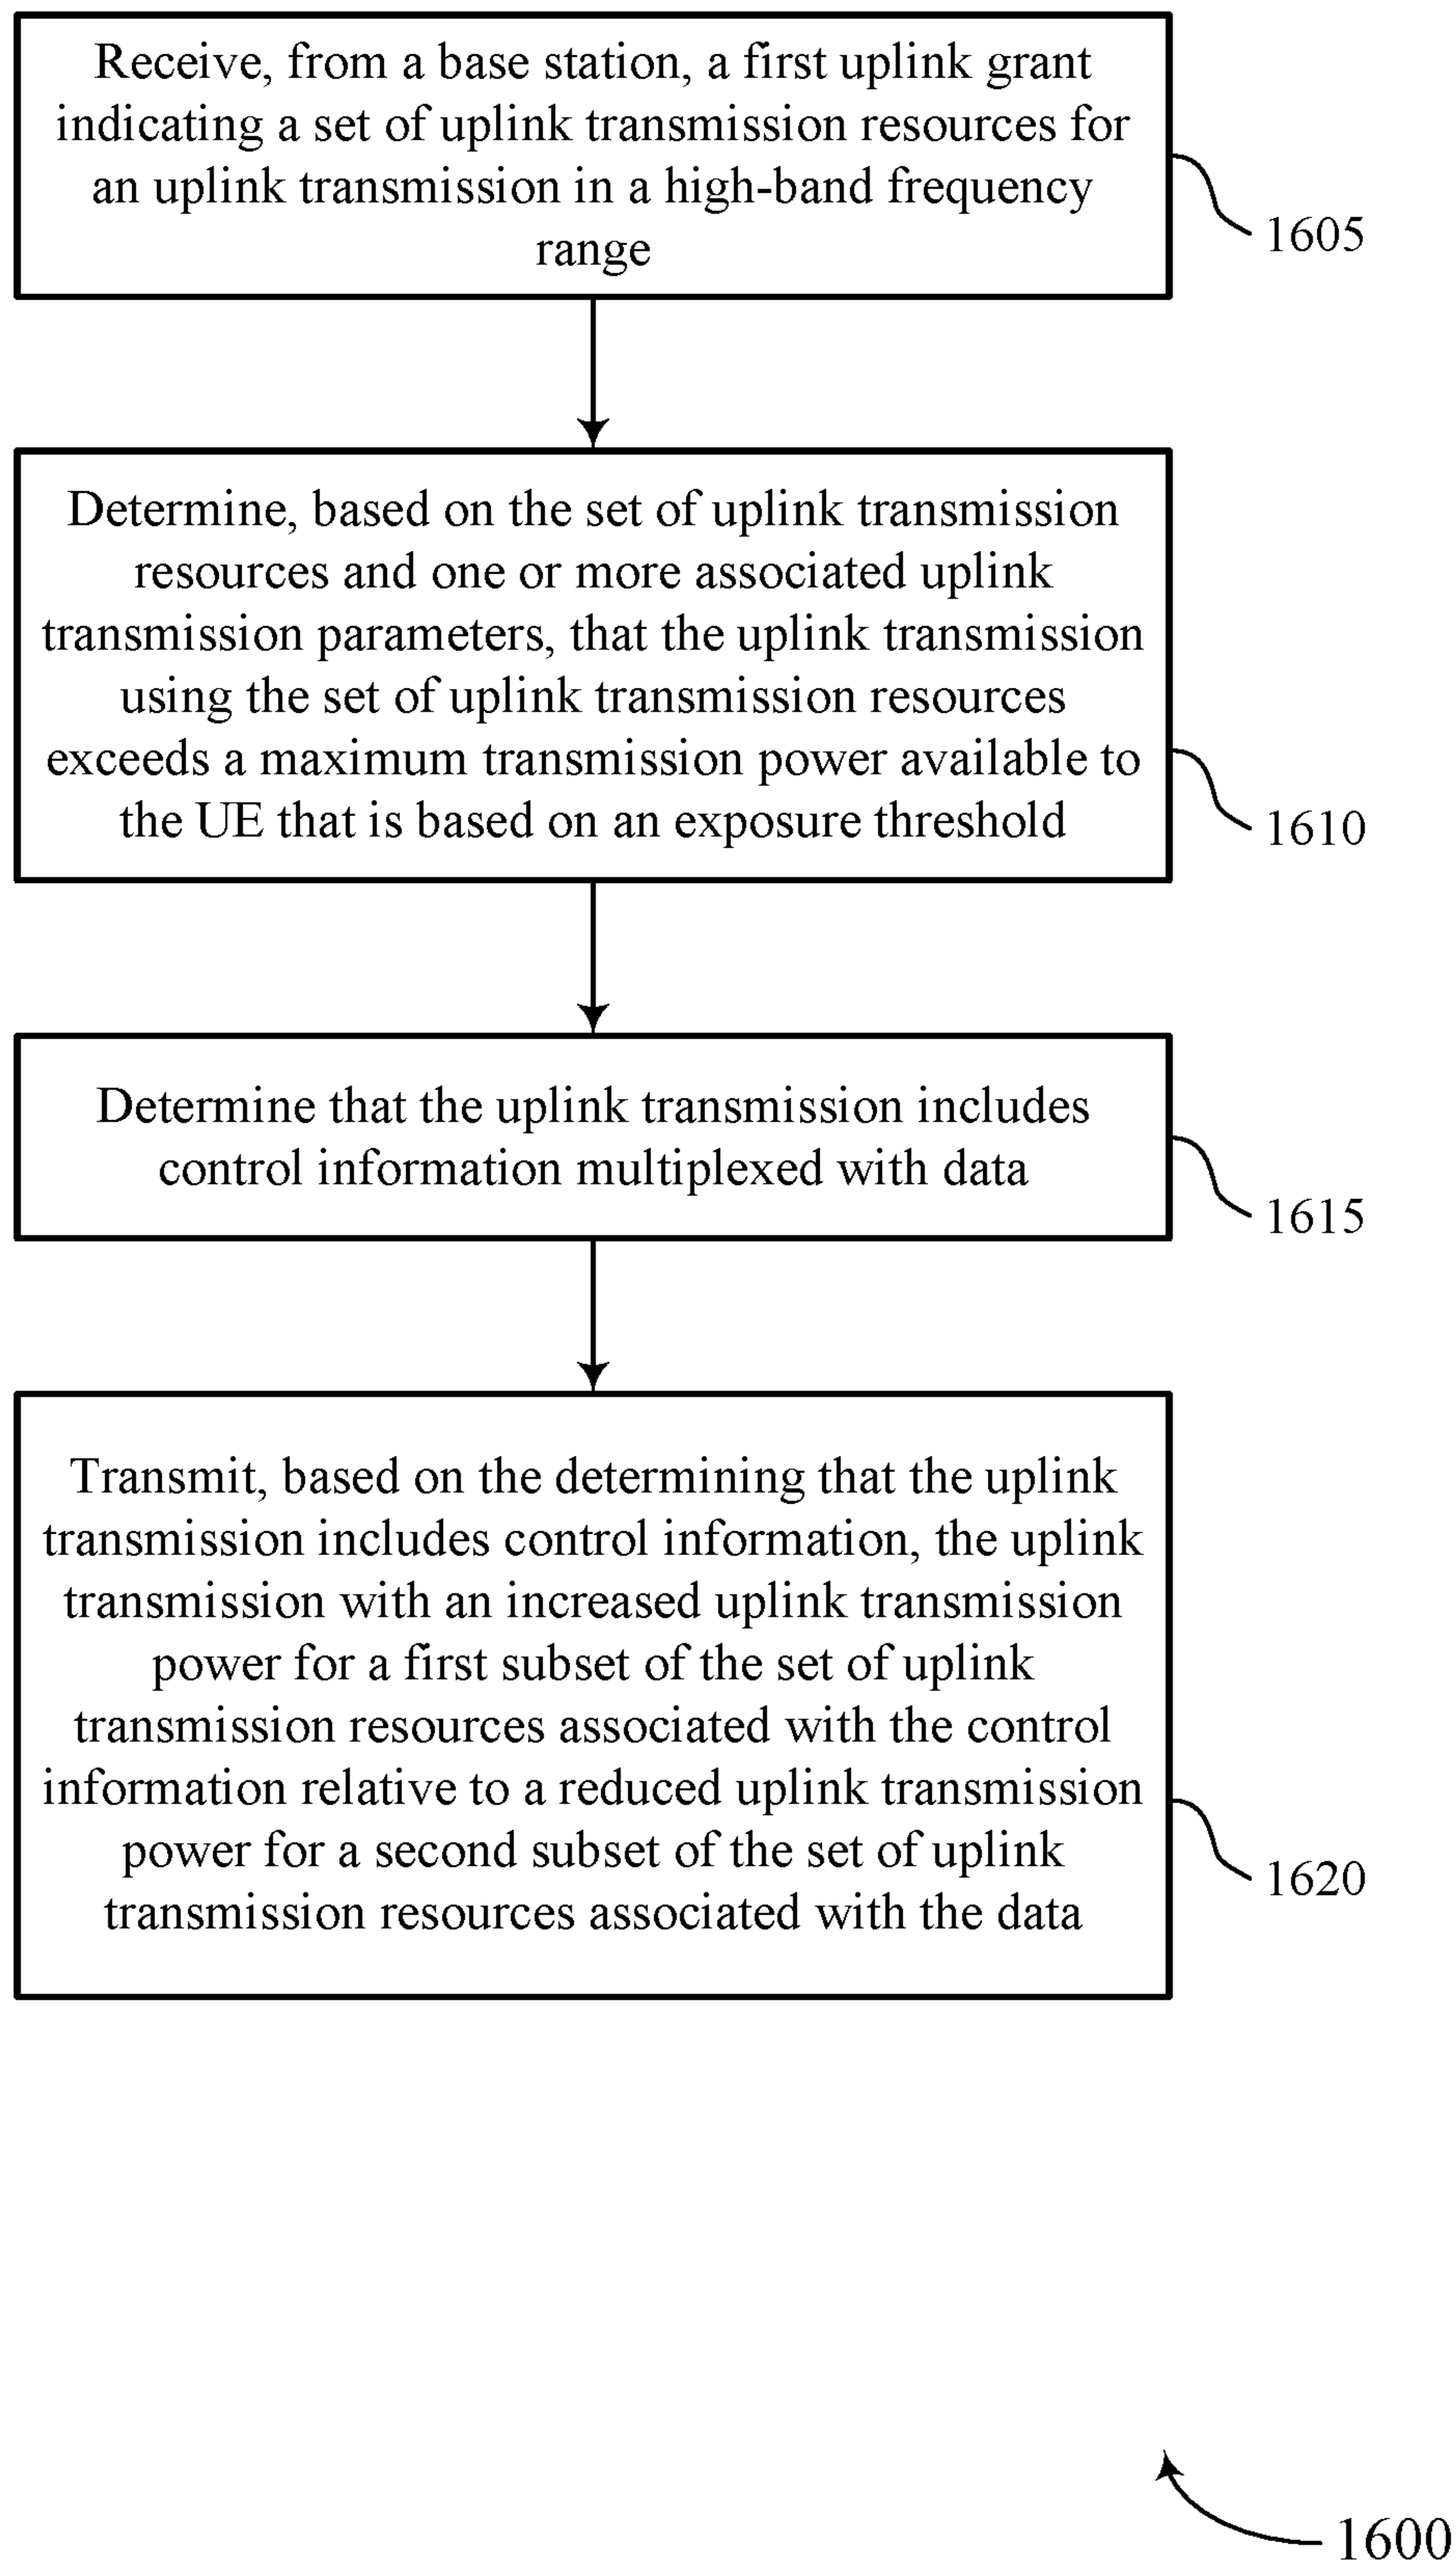 Receive, from a base station, a first uplink grant
indicating a set of uplink transmission resources for
an uplink transmission in a high-band frequency
range
1605
Determine, based on the set of uplink transmission
resources and one or more associated uplink
transmission parameters, that the uplink transmission
using the set of uplink transmission resources
exceeds a maximum transmission power available to
the UE that is based on an exposure threshold
1610
Determine that the uplink transmission includes
control information multiplexed with data
1615
Transmit, based on the determining that the uplink
transmission includes control information, the uplink
transmission with an increased uplink transmission
power for a first subset of the set of uplink
transmission resources associated with the control
information relative to a reduced uplink transmission
power for a second subset of the set of uplink
transmission resources associated with the data
1620
1600